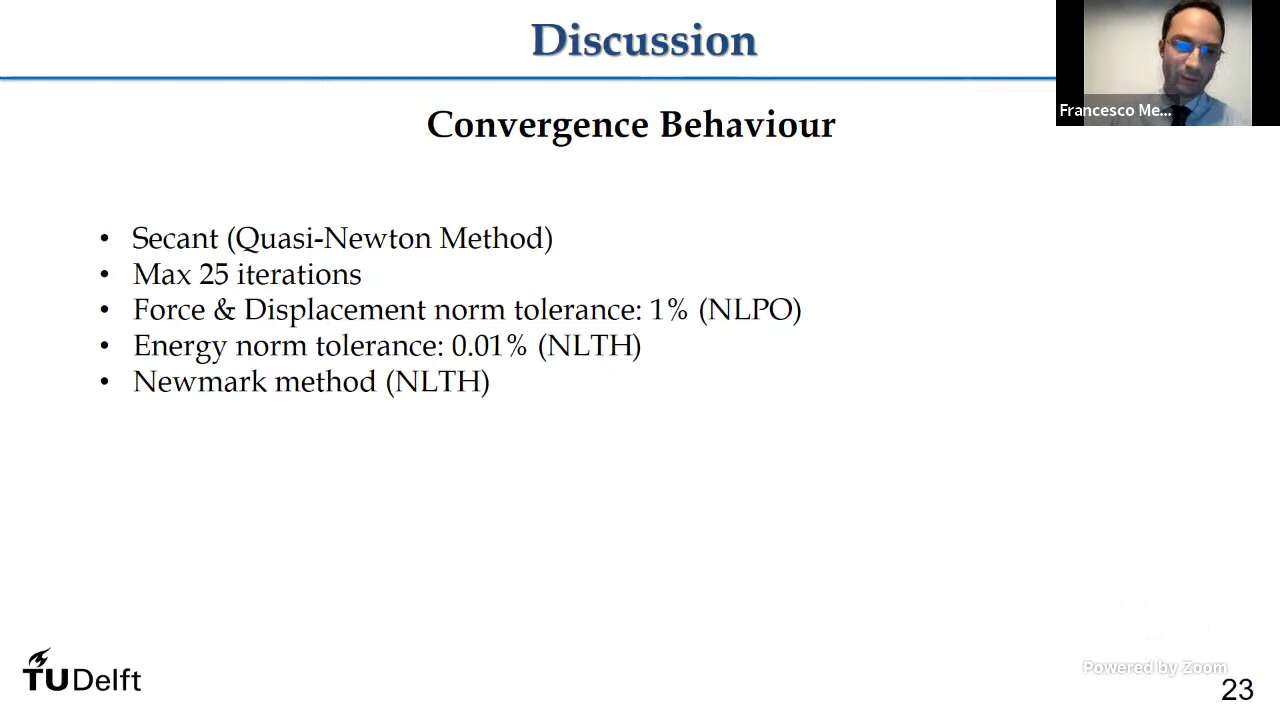 Discussion
Francesco Me...
Convergence Behaviour
• Secant (Quasi-Newton Method)
• Max 25 iterations
• Force & Displacement norm tolerance: 1% (NLPO)
• Energy norm tolerance: 0.01% (NLTH)
• Newmark method (NLTH)
TUDelft
Powered by Zoom
23